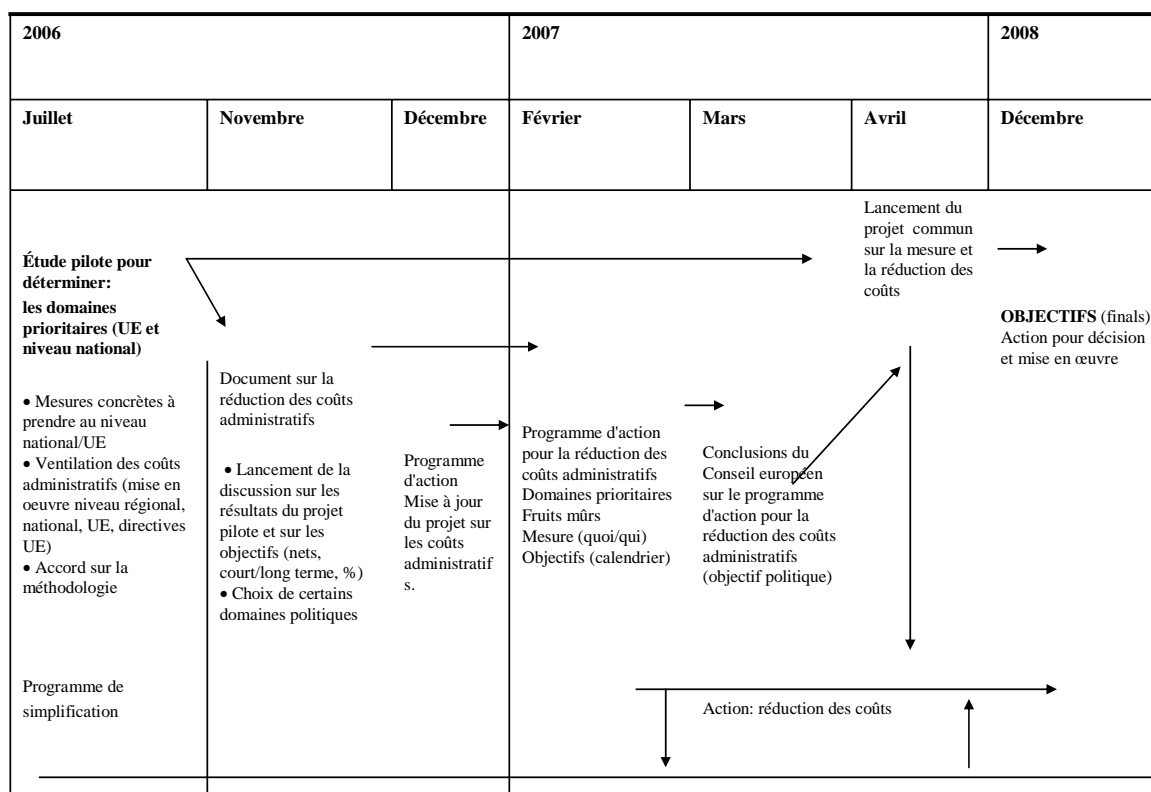 2006
2007
2008
Juillet
Novembre
Décembre
Février
Mars
Avril
Décembre
Étude pilote pour
déterminer:
les domaines
prioritaires (UE et
niveau national)
• Mesures concrètes à
prendre au niveau
national/UE
• Ventilation des coûts
administratifs (mise en
oeuvre niveau régional,
national, UE, directives
UE)
• Accord sur la
méthodologie
Programme de
simplification
Document sur la
réduction des coûts
administratifs
• Lancement de la
discussion sur les
résultats du projet
pilote et sur les
objectifs (nets,
court/long terme, %)
• Choix de certains
domaines politiques
Programme
d'action
Mise à jour
du projet sur
les coûts
administratif
s.
Programme d'action
pour la réduction des
coûts administratifs
Domaines prioritaires
Fruits mûrs
Mesure (quoi/qui)
Objectifs (calendrier)
Conclusions du
Conseil européen
sur le programme
d'action pour la
réduction des coûts
administratifs
(objectif politique)
Lancement du
projet commun
sur la mesure et
la réduction des
coûts
OBJECTIFS (finals)
Action pour décision
et mise en œuvre
Action: réduction des coûts